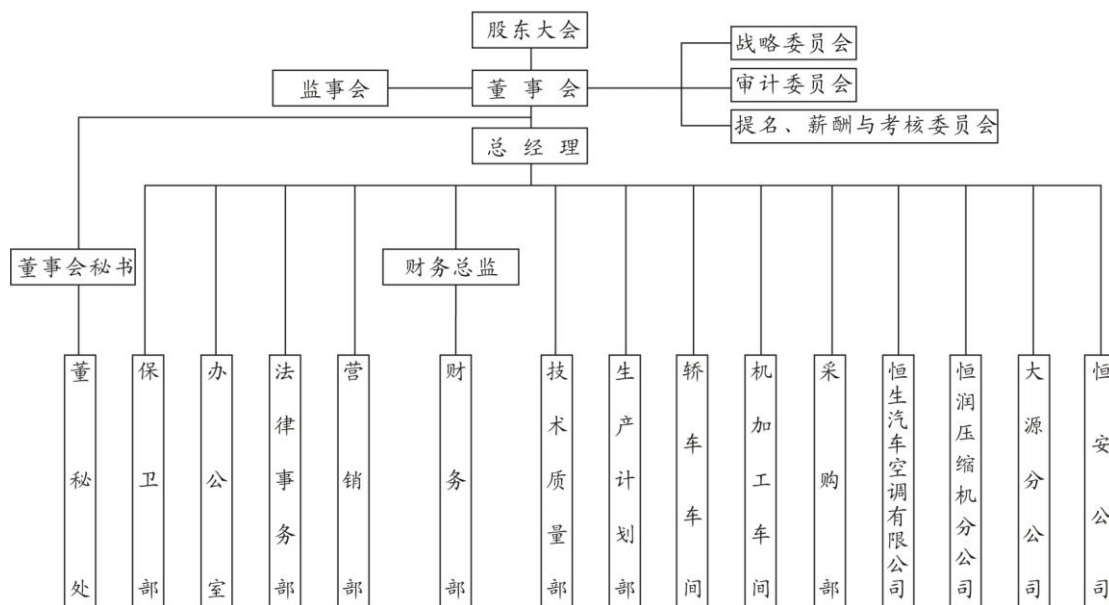 股东大会
战略委员会
监事会
董事会
审计委员会
提名、薪酬与考核委员会
总经理
董事会秘书
财务总监
董秘处
保卫部
办公室
法律事务部
营销部
财务部
技术质量部
生产计划部
轿车车间
机加工车间
采购部
恒生汽车空调有限公司
恒润压缩机分公司
大源分公司
恒安公司